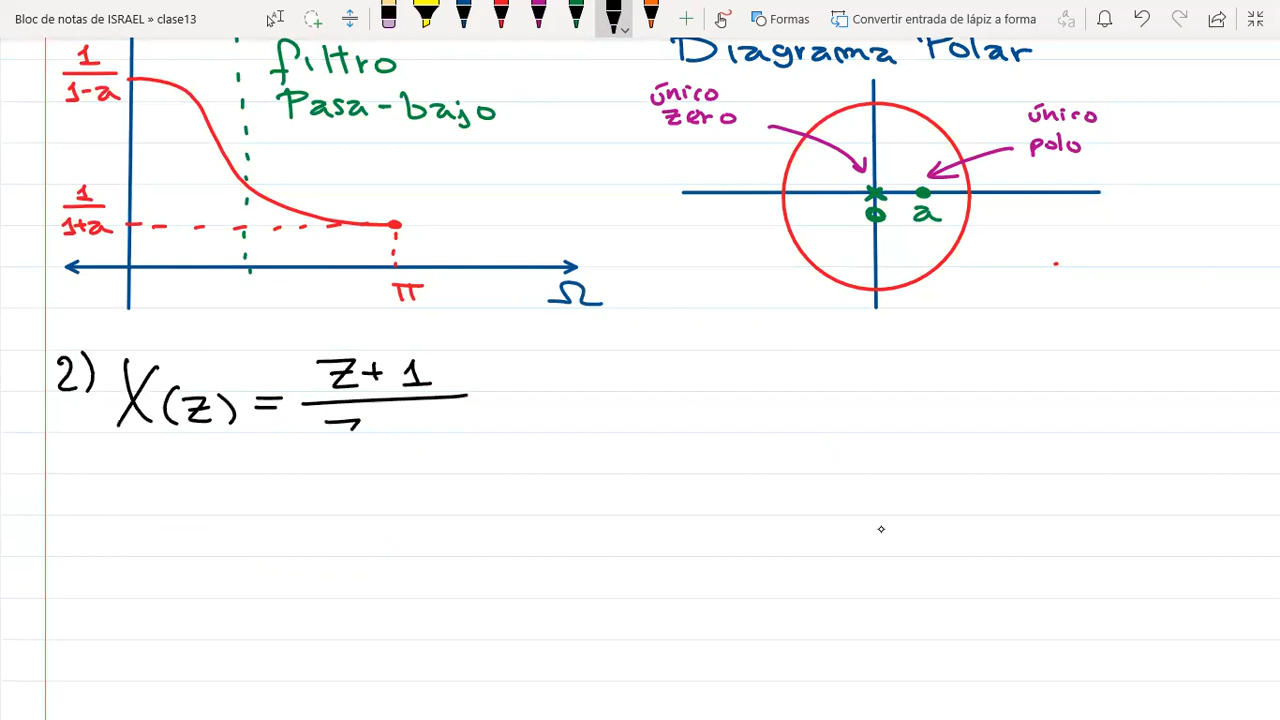 Bloc de notas de ISRAEL » clase13
Formas
Convertir entrada de lápiz a forma
1
1-a
filtro
Pasa-bajo
1
1+a
π
Ω
Diagrama Polar
único
zero
único
polo
0
a
2) X(z) = z+1